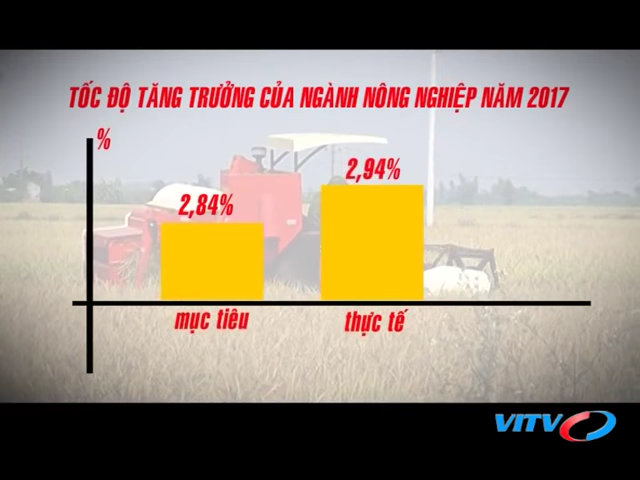 TỐC ĐỘ TĂNG TRƯỞNG CỦA NGÀNH NÔNG NGHIỆP NĂM 2017
%
2,84%
2,94%
mục tiêu
thực tế
VITV